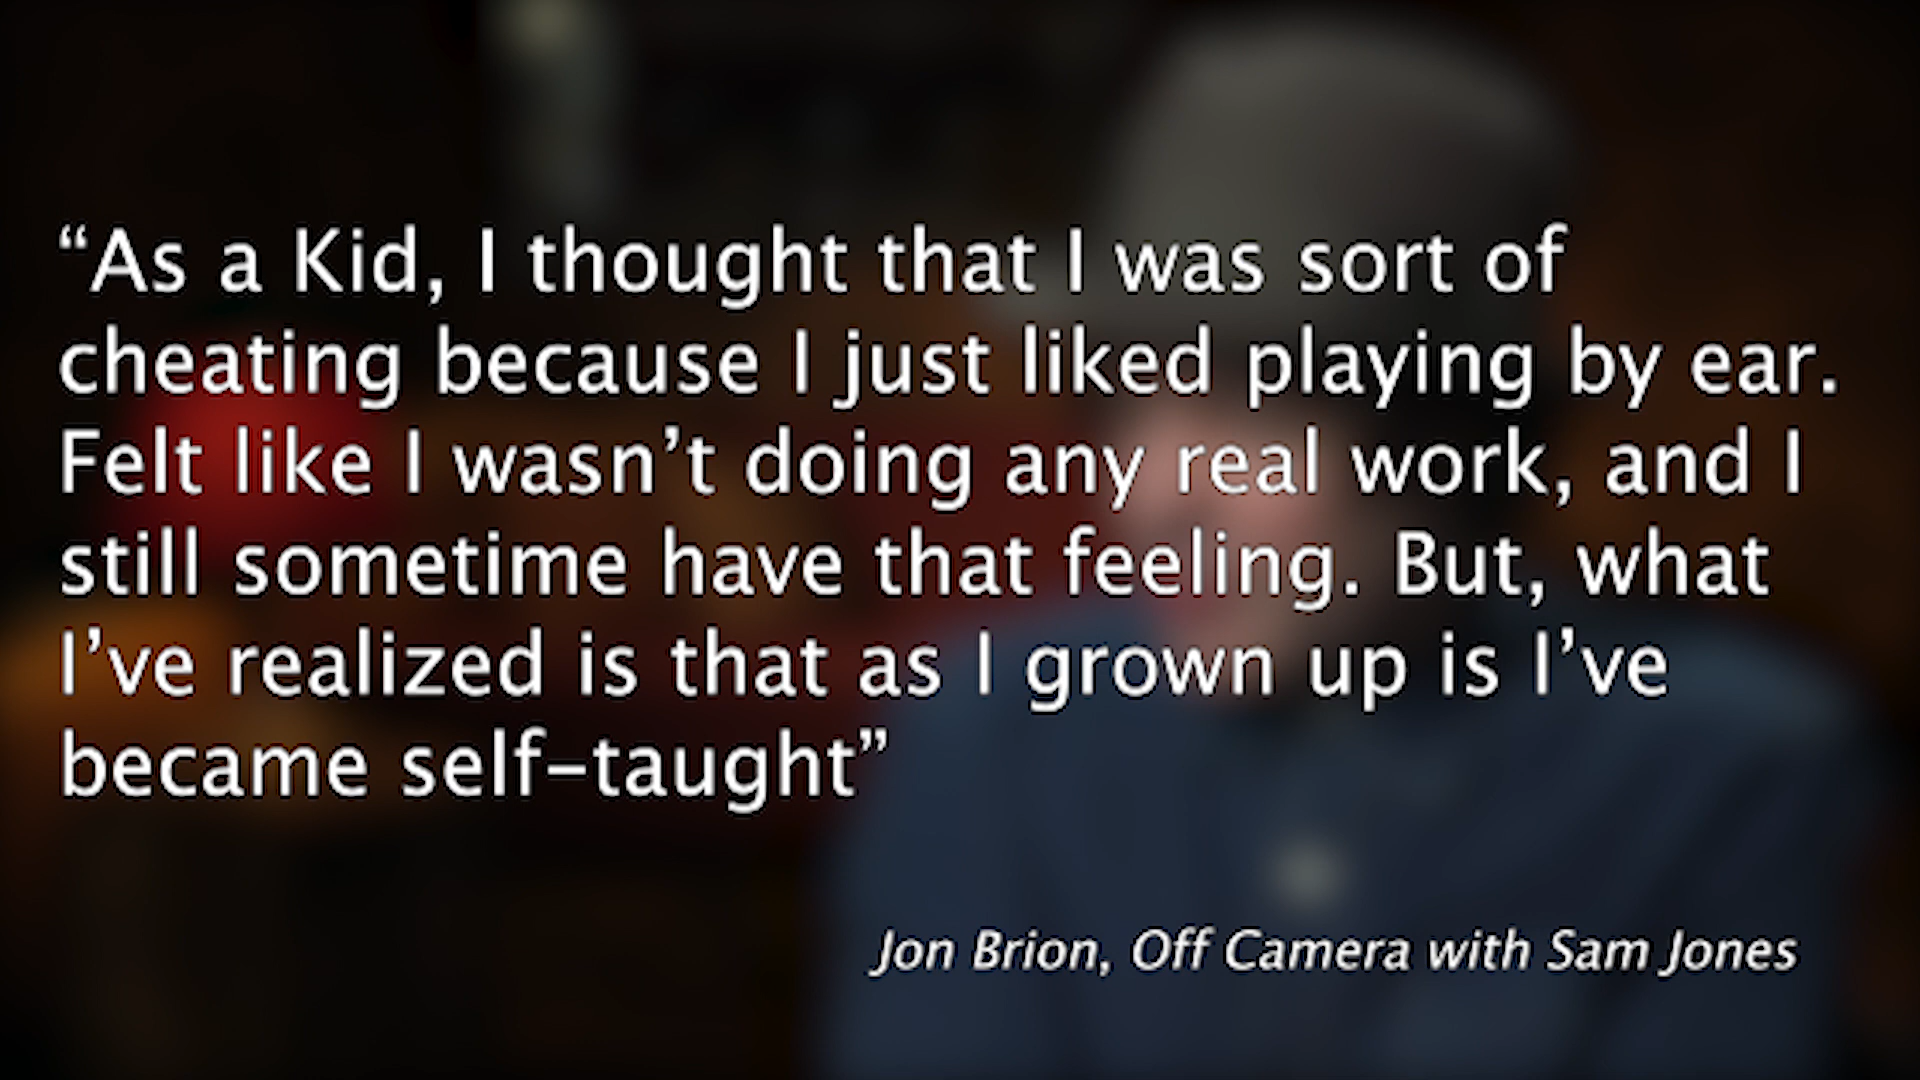 “As a Kid, I thought that I was sort of
cheating because I just liked playing by ear.
Felt like I wasn’t doing any real work, and I
still sometime have that feeling. But, what
I’ve realized is that as I grown up is I’ve
became self-taught”
Jon Brion, Off Camera with Sam Jones